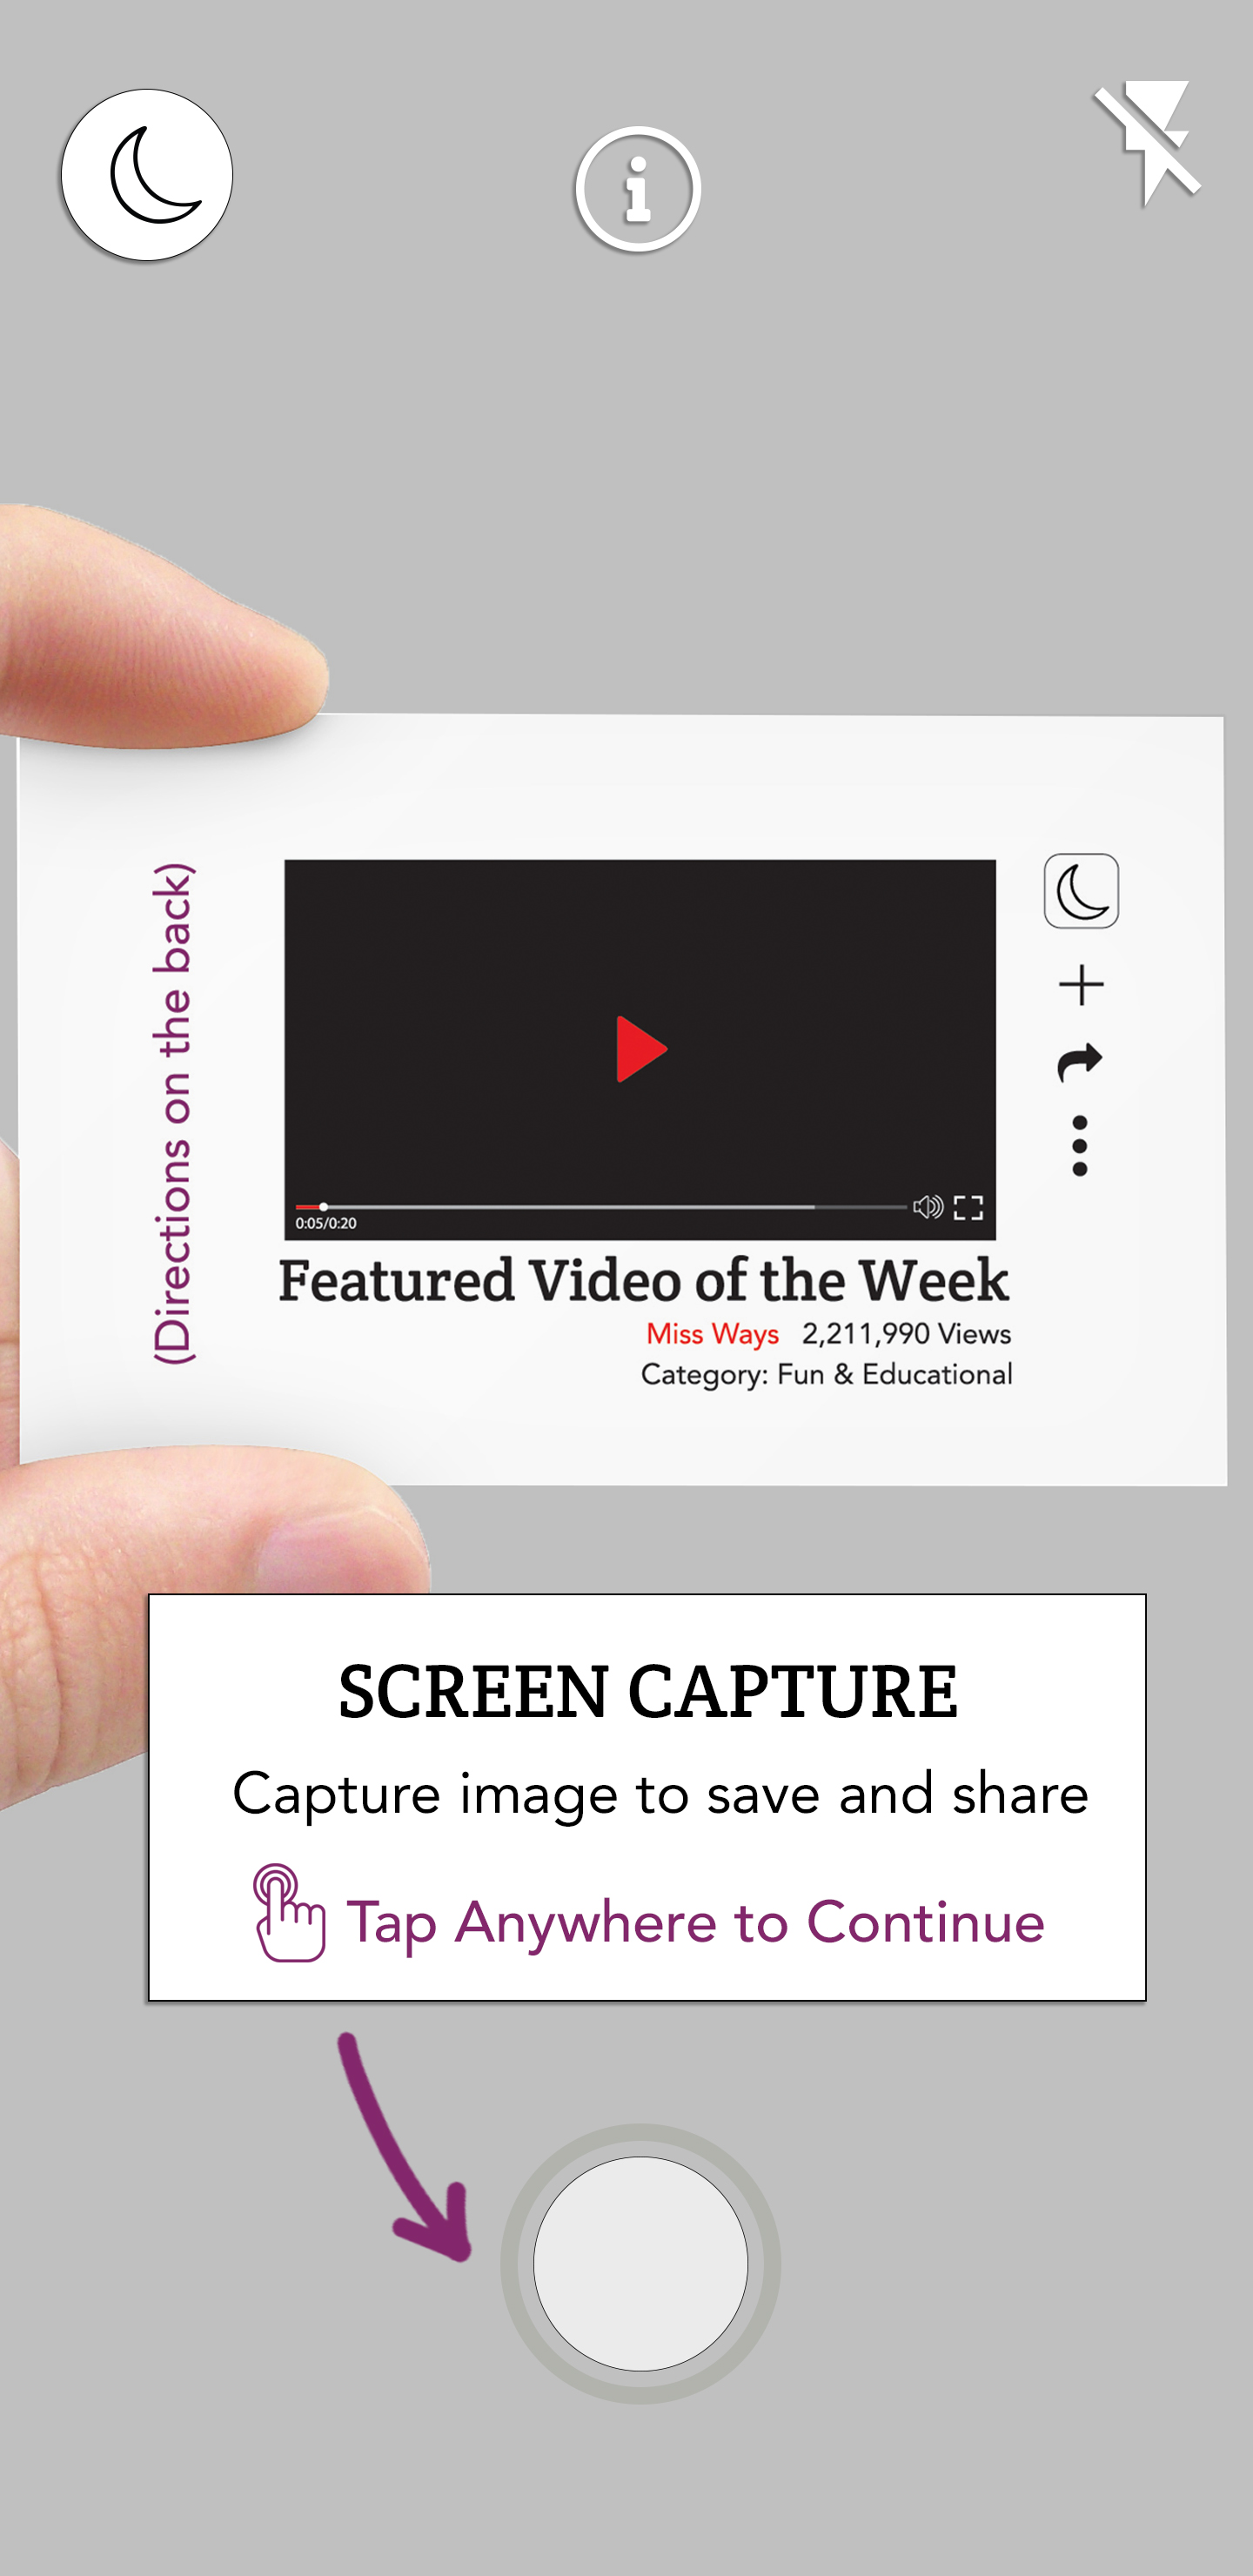 (Directions on the back)
0:05/0:20
Featured Video of the Week
Miss Ways 2,211,990 Views
Category: Fun & Educational
SCREEN CAPTURE
Capture image to save and share
Tap Anywhere to Continue